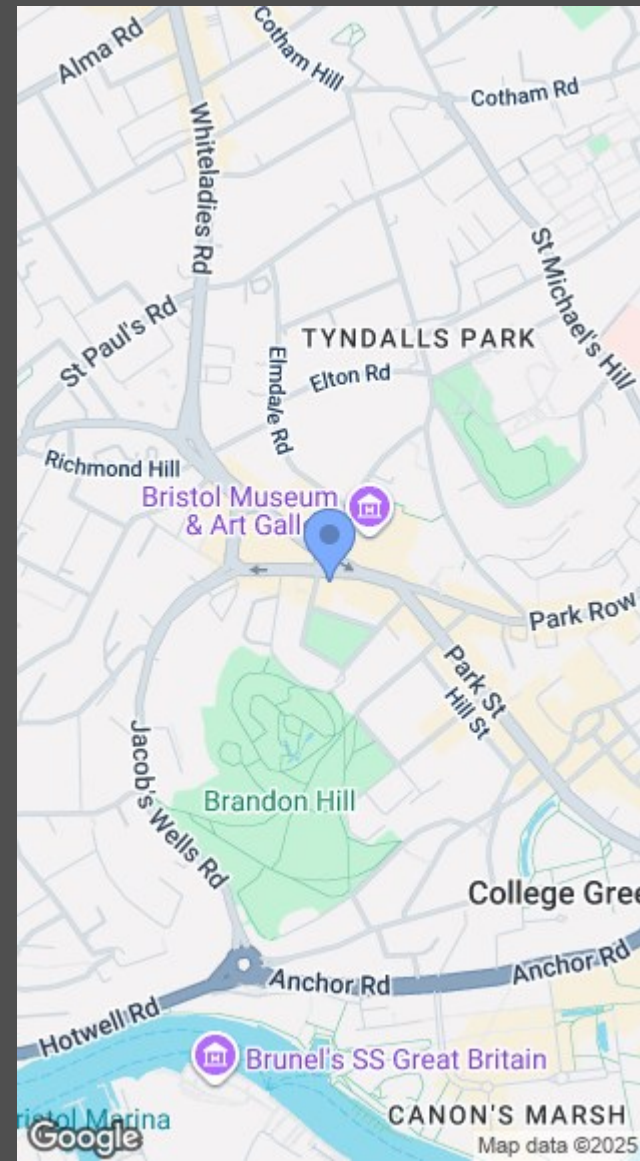 Alma Rd
Cotham Hill
Cotham Rd
Whiteladies Rd
St Michael's Hill
St Paul's Rd
TYNDALLS PARK
Elmdale Rd
Elton Rd
Richmond Hill
Bristol Museum
& Art Gall
Park Row
Park St
Hill St
Jacob's Wells Rd
Brandon Hill
College Gree
Anchor Rd
Anchor Rd
Hotwell Rd
Brunel's SS Great Britain
ristol Marina
CANON'S MARSH
Google
Map data ©2025